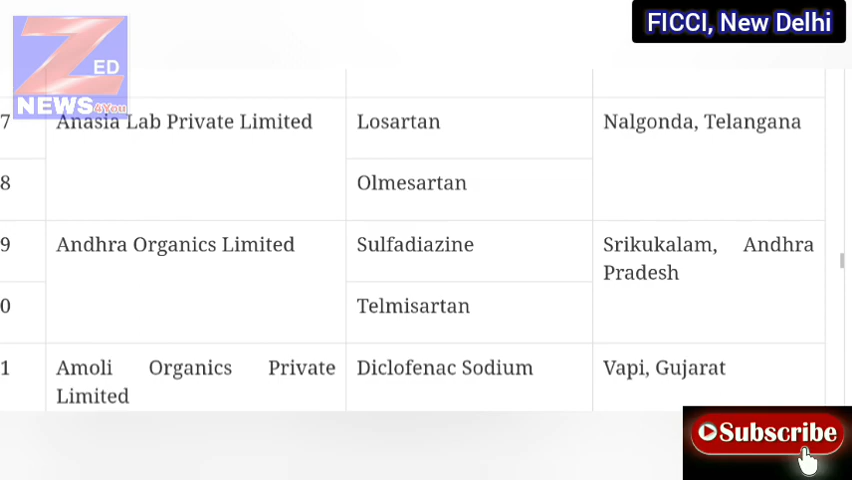 FICCI, New Delhi
ZED
NEWS4You
7 Anasia Lab Private Limited Losartan Nalgonda, Telangana
8 Olmesartan
9 Andhra Organics Limited Sulfadiazine Srikukalam, Andhra
Pradesh
0 Telmisartan
1 Amoli Organics Private Diclofenac Sodium Vapi, Gujarat
Limited
Subscribe